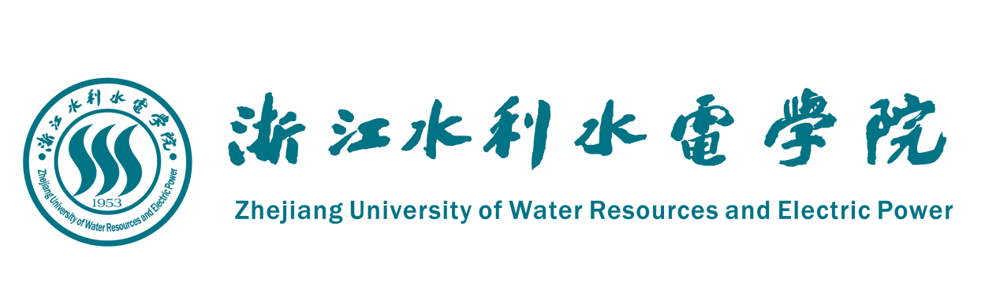 浙江水利水電學院
1953
Zhejiang University of Water Resources and Electric Power
浙江水利水電學院
Zhejiang University of Water Resources and Electric Power